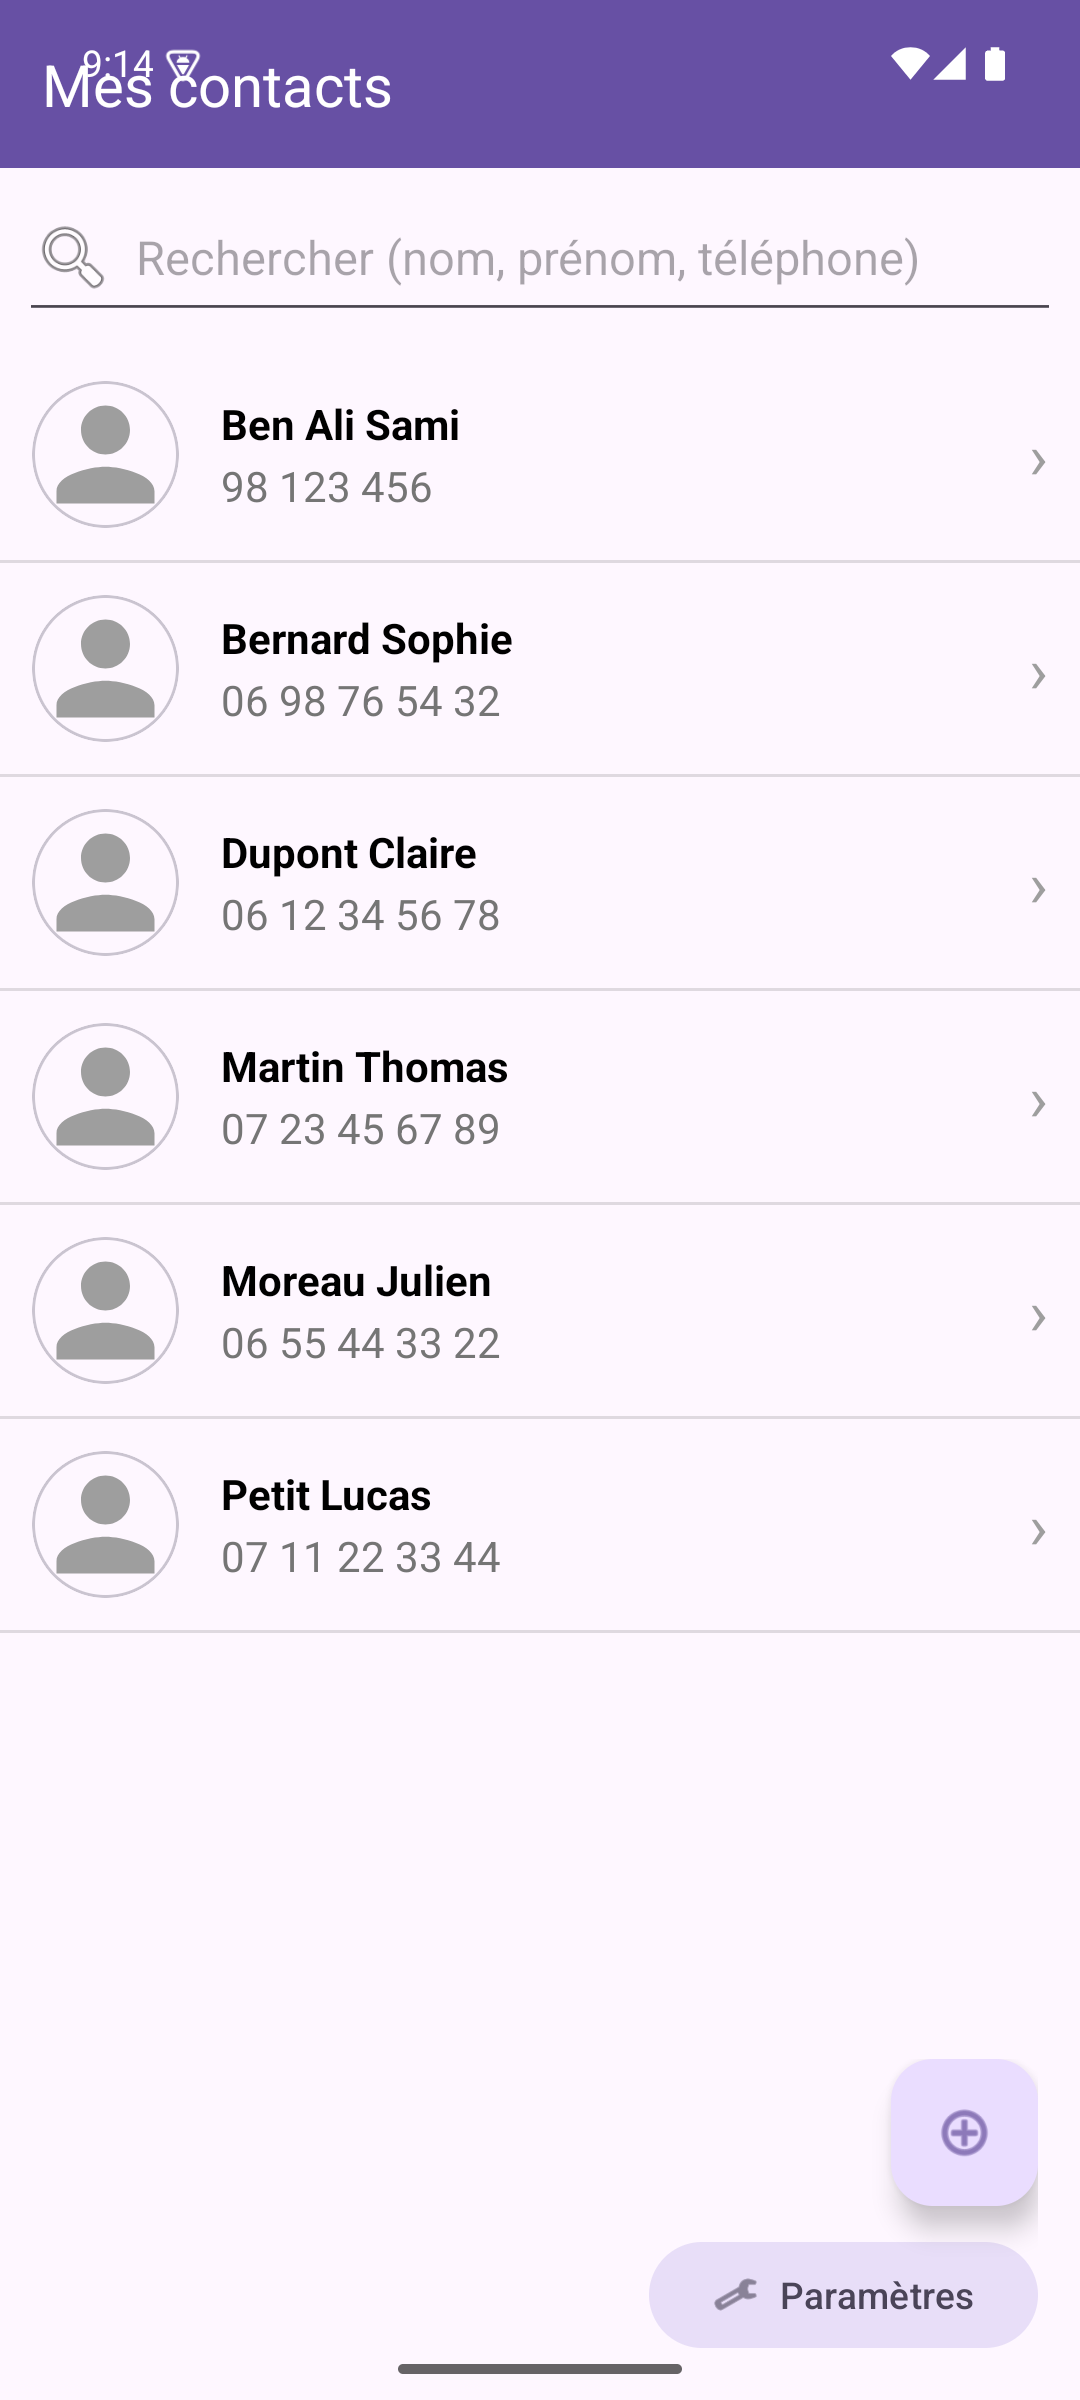 9:14
Mes contacts
Rechercher (nom, prénom, téléphone)
Ben Ali Sami
98 123 456
Bernard Sophie
06 98 76 54 32
Dupont Claire
06 12 34 56 78
Martin Thomas
07 23 45 67 89
Moreau Julien
06 55 44 33 22
Petit Lucas
07 11 22 33 44
Paramètres